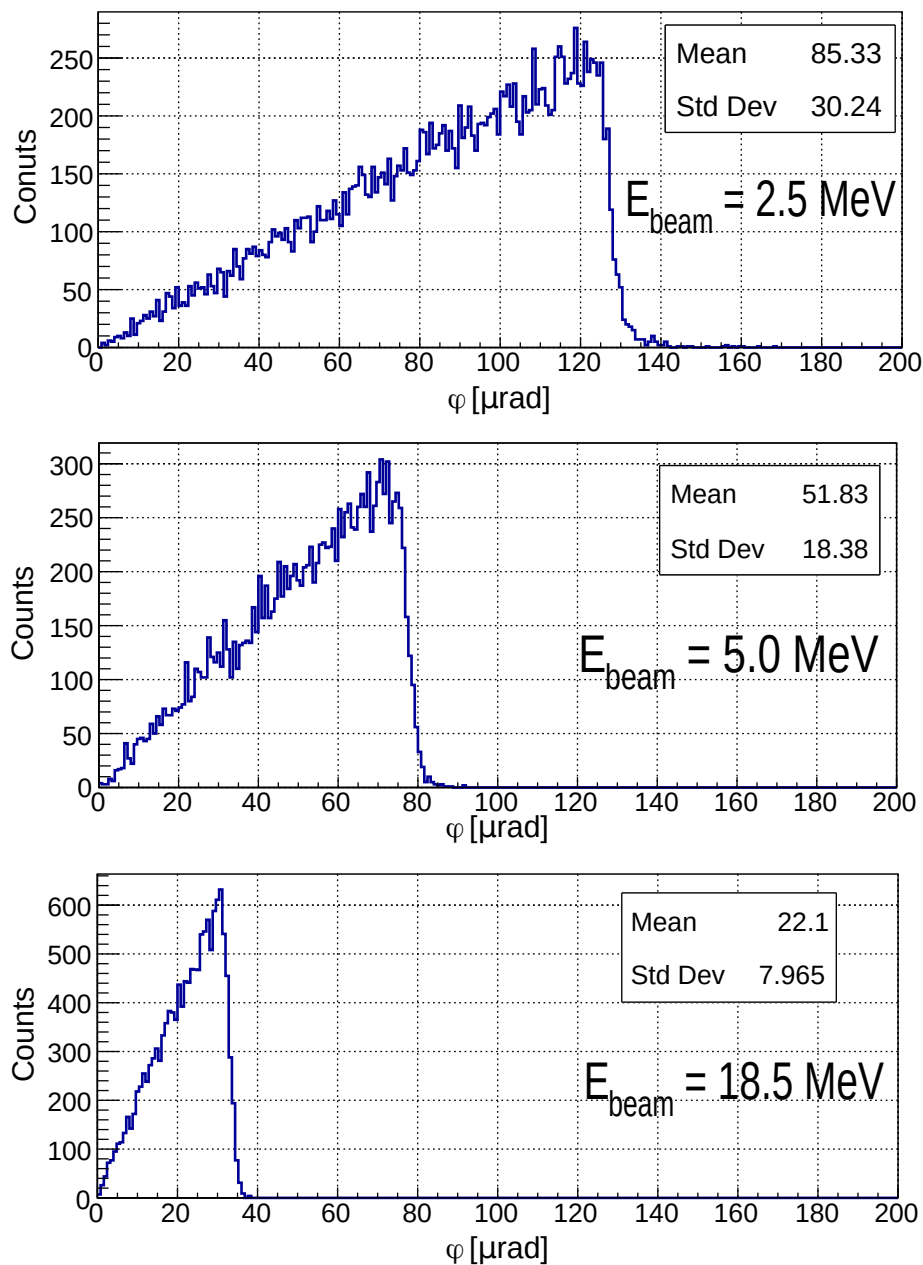 250
200
150
100
50
0
Conuts
Mean 85.33
Std Dev 30.24
E_beam = 2.5 MeV
0 20 40 60 80 100 120 140 160 180 200
φ [μrad]
300
250
200
150
100
50
0
Counts
Mean 51.83
Std Dev 18.38
E_beam = 5.0 MeV
0 20 40 60 80 100 120 140 160 180 200
φ [μrad]
600
500
400
300
200
100
0
Counts
Mean 22.1
Std Dev 7.965
E_beam = 18.5 MeV
0 20 40 60 80 100 120 140 160 180 200
φ [μrad]